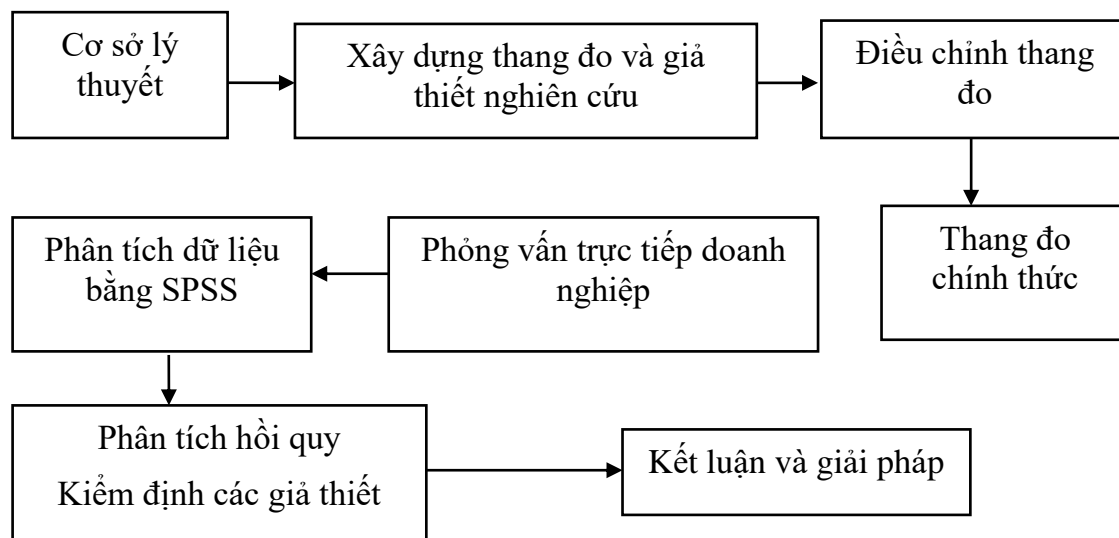 Cơ sở lý
thuyết
Xây dựng thang đo và giả
thiết nghiên cứu
Điều chỉnh thang
đo
Thang đo
chính thức
Phỏng vấn trực tiếp doanh
nghiệp
Phân tích dữ liệu
bằng SPSS
Phân tích hồi quy
Kiểm định các giả thiết
Kết luận và giải pháp